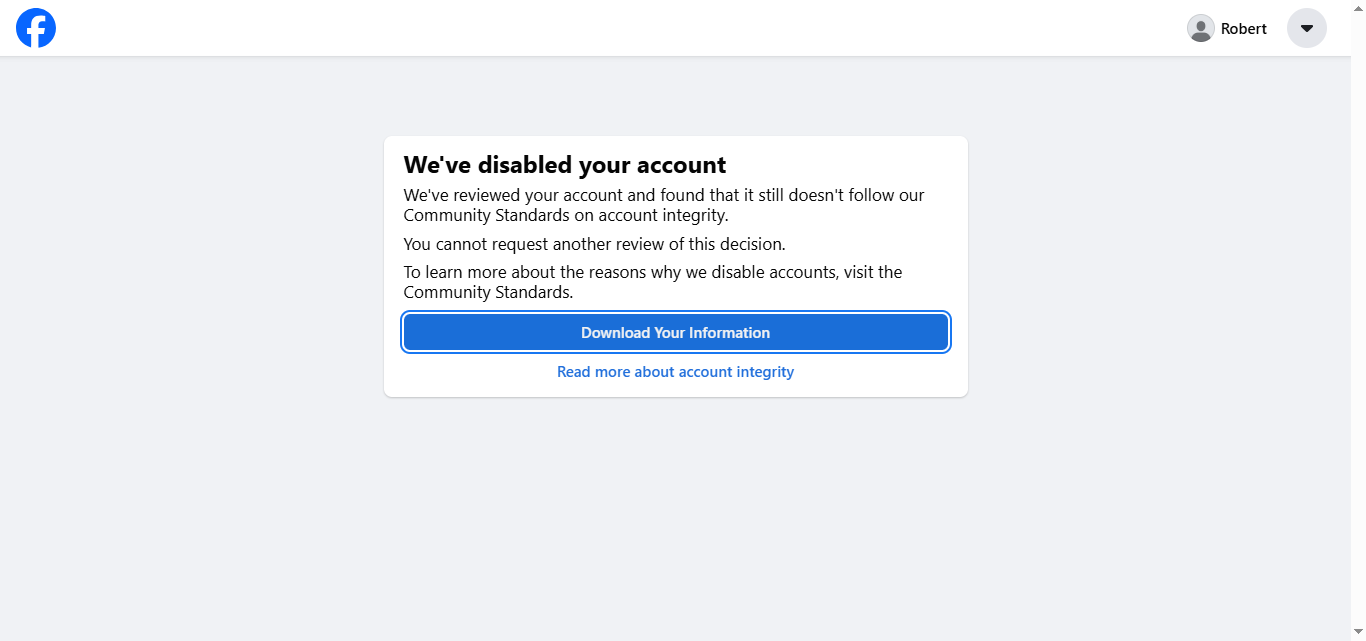 Robert
We've disabled your account
We've reviewed your account and found that it still doesn't follow our
Community Standards on account integrity.
You cannot request another review of this decision.
To learn more about the reasons why we disable accounts, visit the
Community Standards.
Download Your Information
Read more about account integrity